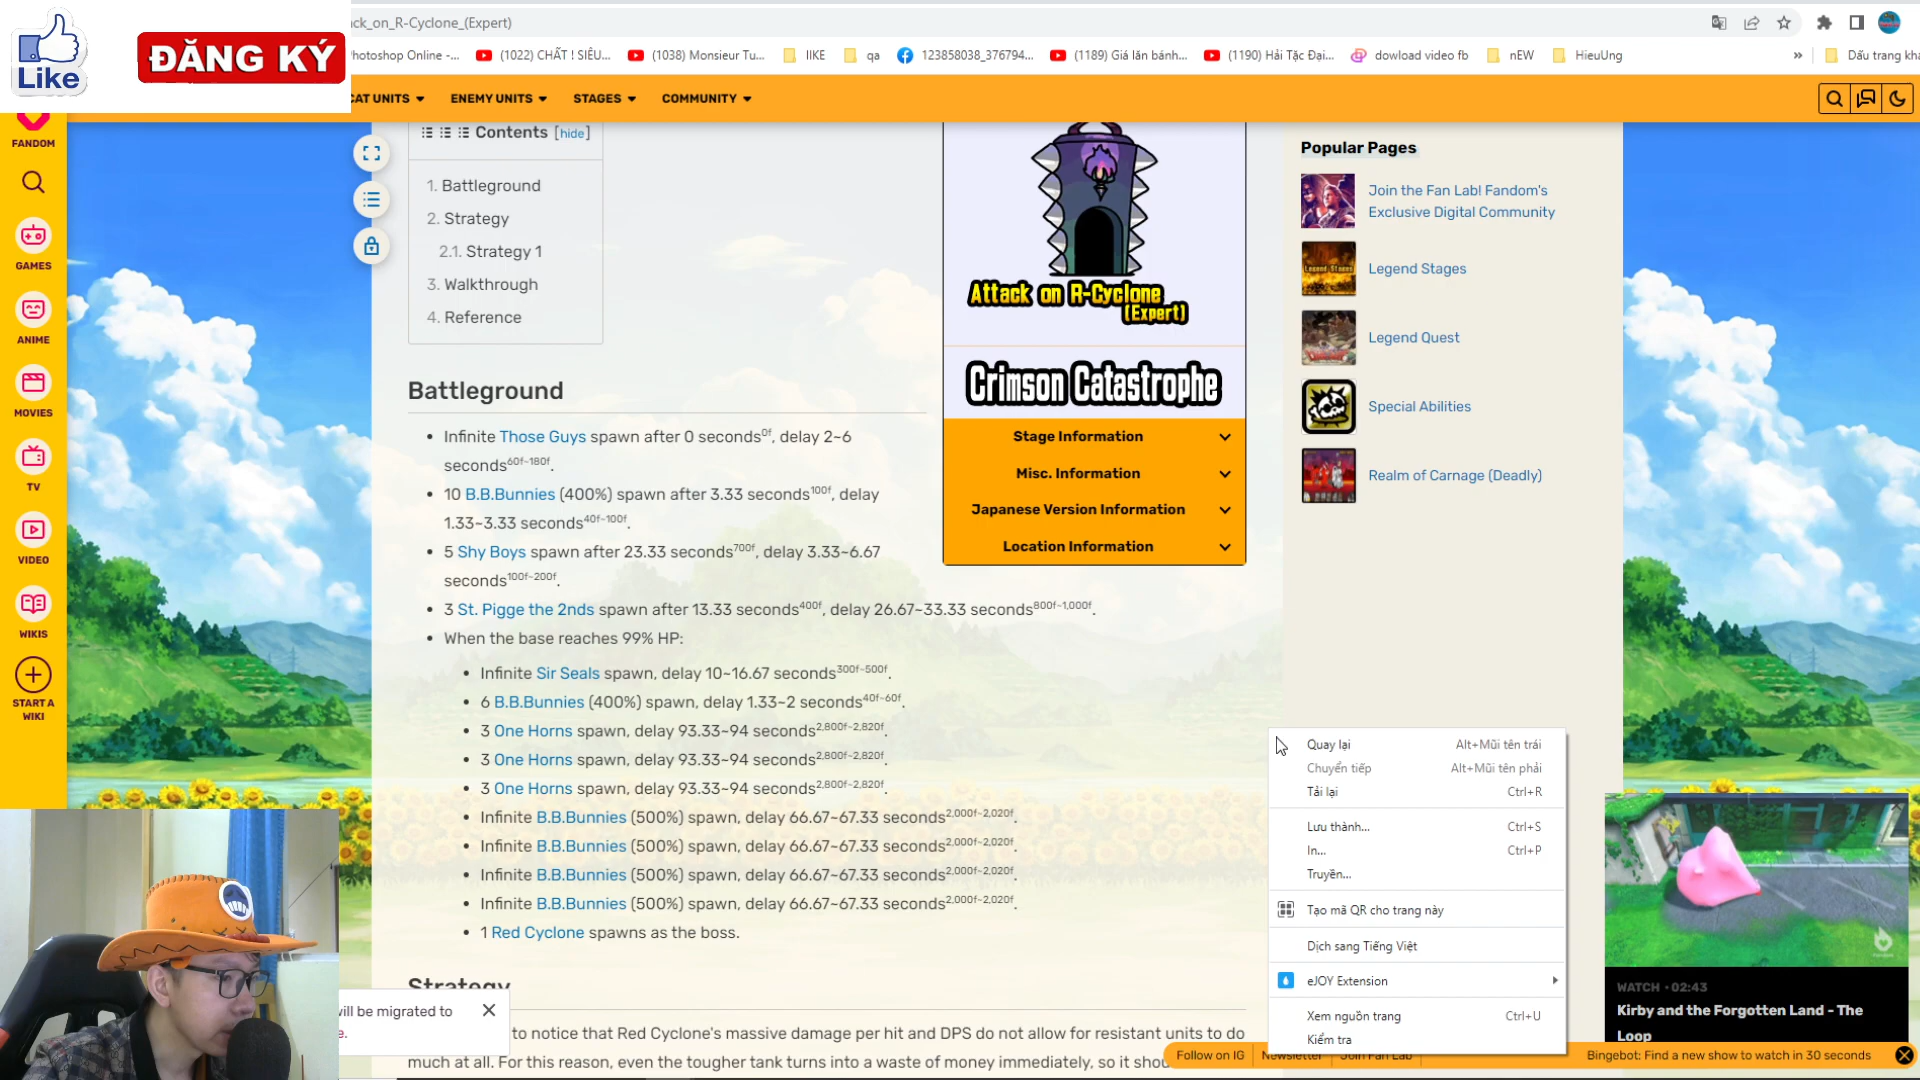 ack_on_R-Cyclone_(Expert)
Like
ĐĂNG KÝ
hotoshop Online -...
(1022) CHẤT ! SIÊU...
(1038) Monsieur Tu...
IIKE
qa
123858038_376794...
(1189) Giá lăn bánh...
(1190) Hải Tặc Đại...
dowload video fb
nEW
HieuUng
»
Dấu trang khá
CAT UNITS
ENEMY UNITS
STAGES
COMMUNITY
FANDOM
GAMES
ANIME
MOVIES
TV
VIDEO
WIKIS
START A
WIKI
Contents [hide]
1. Battleground
2. Strategy
2.1. Strategy 1
3. Walkthrough
4. Reference
Attack on R-Cyclone
(Expert)
Crimson Catastrophe
Stage Information
Misc. Information
Japanese Version Information
Location Information
Popular Pages
Join the Fan Lab! Fandom's
Exclusive Digital Community
Legend Stages
Legend Quest
Special Abilities
Realm of Carnage (Deadly)
Battleground
• Infinite Those Guys spawn after 0 seconds0f, delay 2~6
seconds60f~180f.
• 10 B.B.Bunnies (400%) spawn after 3.33 seconds100f, delay
1.33~3.33 seconds40f~100f.
• 5 Shy Boys spawn after 23.33 seconds700f, delay 3.33~6.67
seconds100f~200f.
• 3 St. Pigge the 2nds spawn after 13.33 seconds400f, delay 26.67~33.33 seconds800f~1,000f.
• When the base reaches 99% HP:
• Infinite Sir Seals spawn, delay 10~16.67 seconds300f~500f.
• 6 B.B.Bunnies (400%) spawn, delay 1.33~2 seconds40f~60f.
• 3 One Horns spawn, delay 93.33~94 seconds2,800f~2,820f.
• 3 One Horns spawn, delay 93.33~94 seconds2,800f~2,820f.
• 3 One Horns spawn, delay 93.33~94 seconds2,800f~2,820f.
• Infinite B.B.Bunnies (500%) spawn, delay 66.67~67.33 seconds2,000f~2,020f.
• Infinite B.B.Bunnies (500%) spawn, delay 66.67~67.33 seconds2,000f~2,020f.
• Infinite B.B.Bunnies (500%) spawn, delay 66.67~67.33 seconds2,000f~2,020f.
• Infinite B.B.Bunnies (500%) spawn, delay 66.67~67.33 seconds2,000f~2,020f.
• 1 Red Cyclone spawns as the boss.
Strategy
to notice that Red Cyclone's massive damage per hit and DPS do not allow for resistant units to do
much at all. For this reason, even the tougher tank turns into a waste of money immediately, so it shou
will be migrated to
e.
Quay lại Alt+Mũi tên trái
Chuyển tiếp Alt+Mũi tên phải
Tải lại Ctrl+R
Lưu thành... Ctrl+S
In... Ctrl+P
Truyền...
Tạo mã QR cho trang này
Dịch sang Tiếng Việt
eJOY Extension
Xem nguồn trang Ctrl+U
Kiểm tra
WATCH • 02:43
Kirby and the Forgotten Land - The
Loop
Follow on IG
Newsletter
Join Fan Lab
Bingebot: Find a new show to watch in 30 seconds